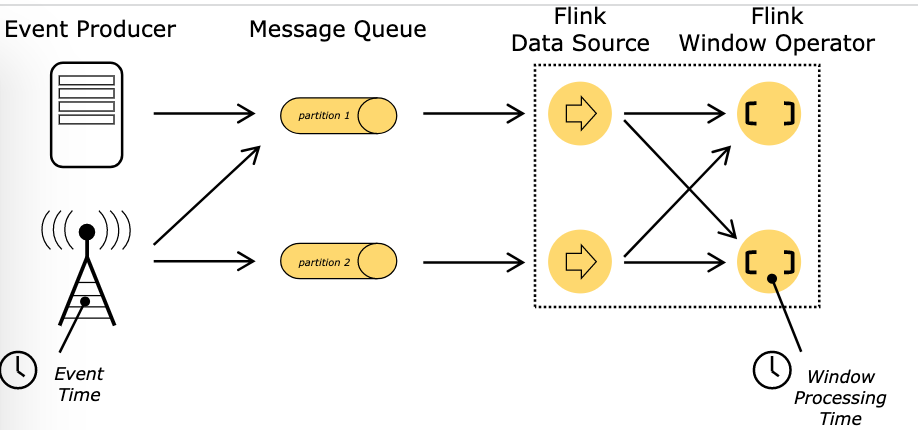 Event Producer
Message Queue
Flink
Data Source
Flink
Window Operator
partition 1
partition 2
Event
Time
Window
Processing
Time